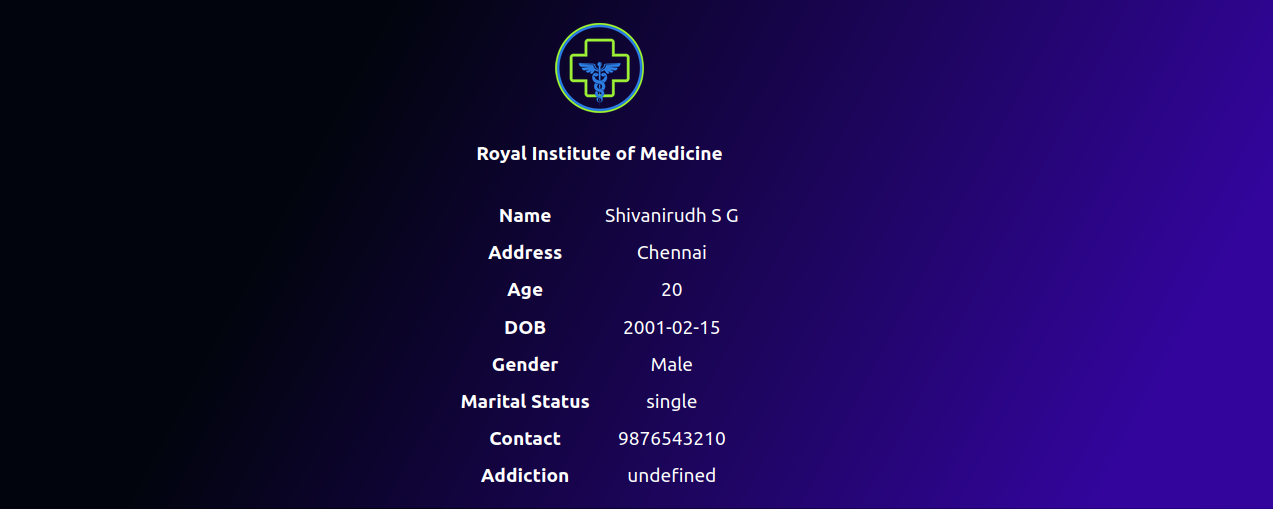 Royal Institute of Medicine
Name Shivanirudh S G
Address Chennai
Age 20
DOB 2001-02-15
Gender Male
Marital Status single
Contact 9876543210
Addiction undefined